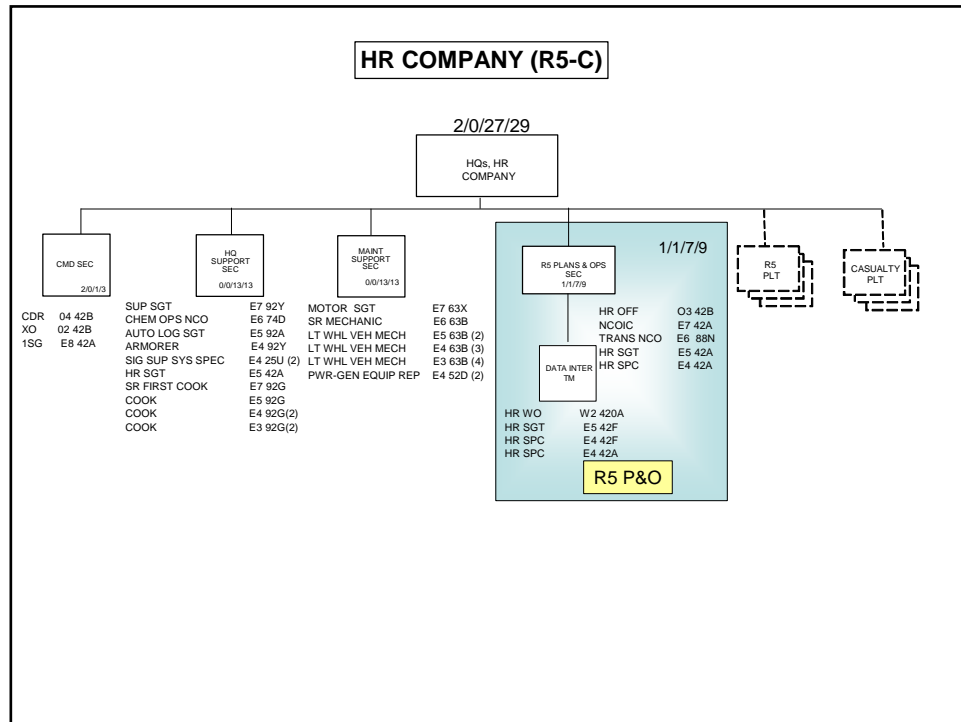 HR COMPANY (R5-C)
2/0/27/29
HQs, HR
COMPANY
CMD SEC
2/0/1/3
CDR 04 42B
XO 02 42B
1SG E8 42A
HQ
SUPPORT
SEC
0/0/13/13
SUP SGT E7 92Y
CHEM OPS NCO E6 74D
AUTO LOG SGT E5 92A
ARMORER E4 92Y
SIG SUP SYS SPEC E4 25U (2)
HR SGT E5 42A
SR FIRST COOK E7 92G
COOK E5 92G
COOK E4 92G(2)
COOK E3 92G(2)
MAINT
SUPPORT
SEC
0/0/13/13
MOTOR SGT E7 63X
SR MECHANIC E6 63B
LT WHL VEH MECH E5 63B (2)
LT WHL VEH MECH E4 63B (3)
LT WHL VEH MECH E3 63B (4)
PWR-GEN EQUIP REP E4 52D (2)
1/1/7/9
R5 PLANS & OPS
SEC
1/1/7/9
HR OFF O3 42B
NCOIC E7 42A
TRANS NCO E6 88N
HR SGT E5 42A
HR SPC E4 42A
DATA INTER
TM
HR WO W2 420A
HR SGT E5 42F
HR SPC E4 42F
HR SPC E4 42A
R5 P&O
R5
PLT
CASUALTY
PLT